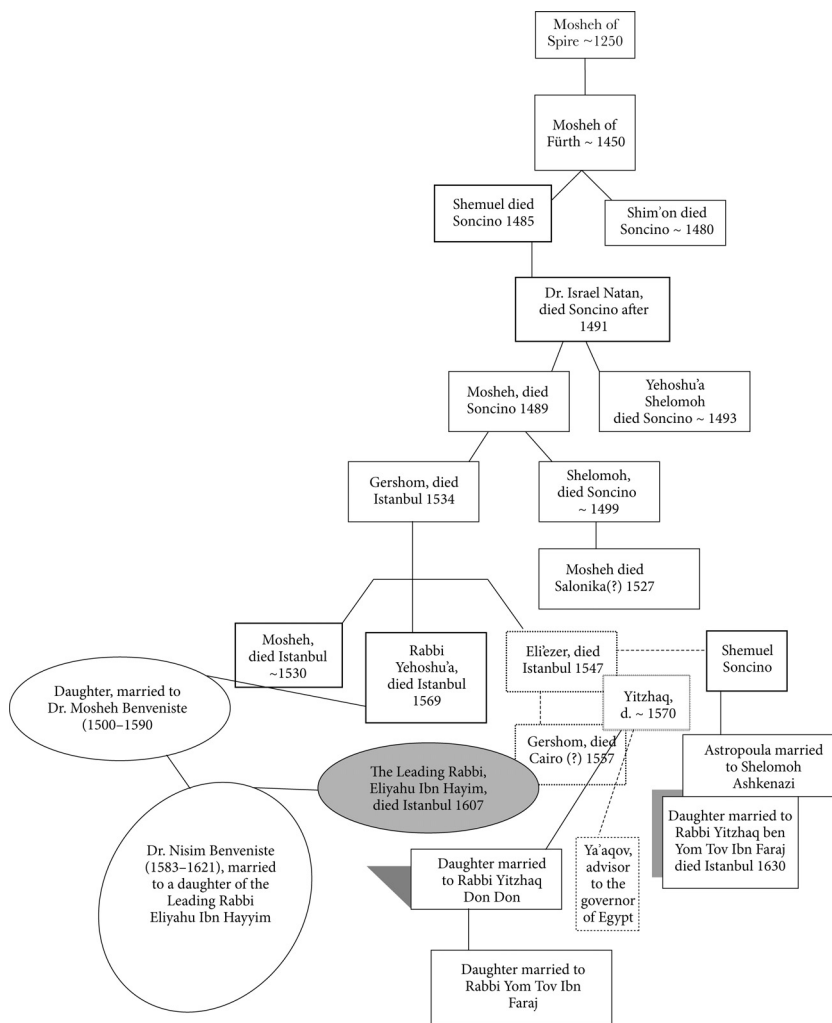 Mosheh of
Spire ~1250
Mosheh of
Fürth ~ 1450
Shemuel died
Soncino 1485
Shim'on died
Soncino ~ 1480
Dr. Israel Natan,
died Soncino after
1491
Mosheh, died
Soncino 1489
Yehoshu'a
Shelomoh
died Soncino ~ 1493
Gershom, died
Istanbul 1534
Shelomoh,
died Soncino
~ 1499
Mosheh died
Salonika(?) 1527
Mosheh,
died Istanbul
~1530
Rabbi
Yehoshu'a,
died Istanbul
1569
Eli'ezer, died
Istanbul 1547
Shemuel
Soncino
Daughter, married to
Dr. Mosheh Benveniste
(1500–1590
Yitzhaq,
d. ~ 1570
Gershom, died
Cairo (?) 1557
Astropoula married
to Shelomoh
Ashkenazi
The Leading Rabbi,
Eliyahu Ibn Hayim,
died Istanbul 1607
Daughter married to
Rabbi Yitzhaq ben
Yom Tov Ibn Faraj
died Istanbul 1630
Dr. Nisim Benveniste
(1583–1621), married
to a daughter of the
Leading Rabbi
Eliyahu Ibn Hayyim
Daughter married
to Rabbi Yitzhaq
Don Don
Ya'aqov,
advisor
to the
governor
of Egypt
Daughter married to
Rabbi Yom Tov Ibn
Faraj